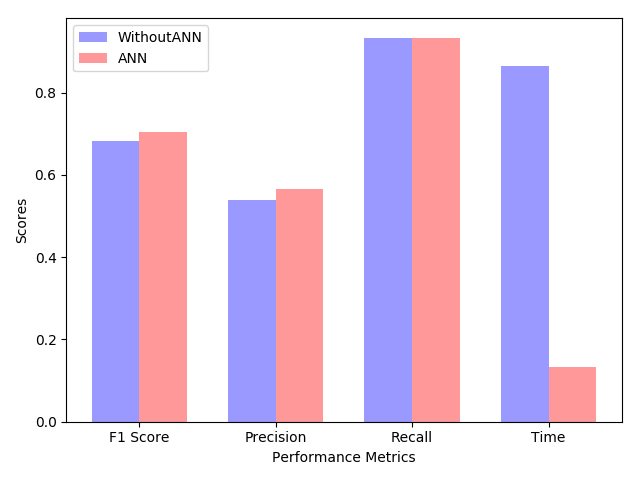 WithoutANN
ANN
Scores
0.8
0.6
0.4
0.2
0.0
F1 Score Precision Recall Time
Performance Metrics